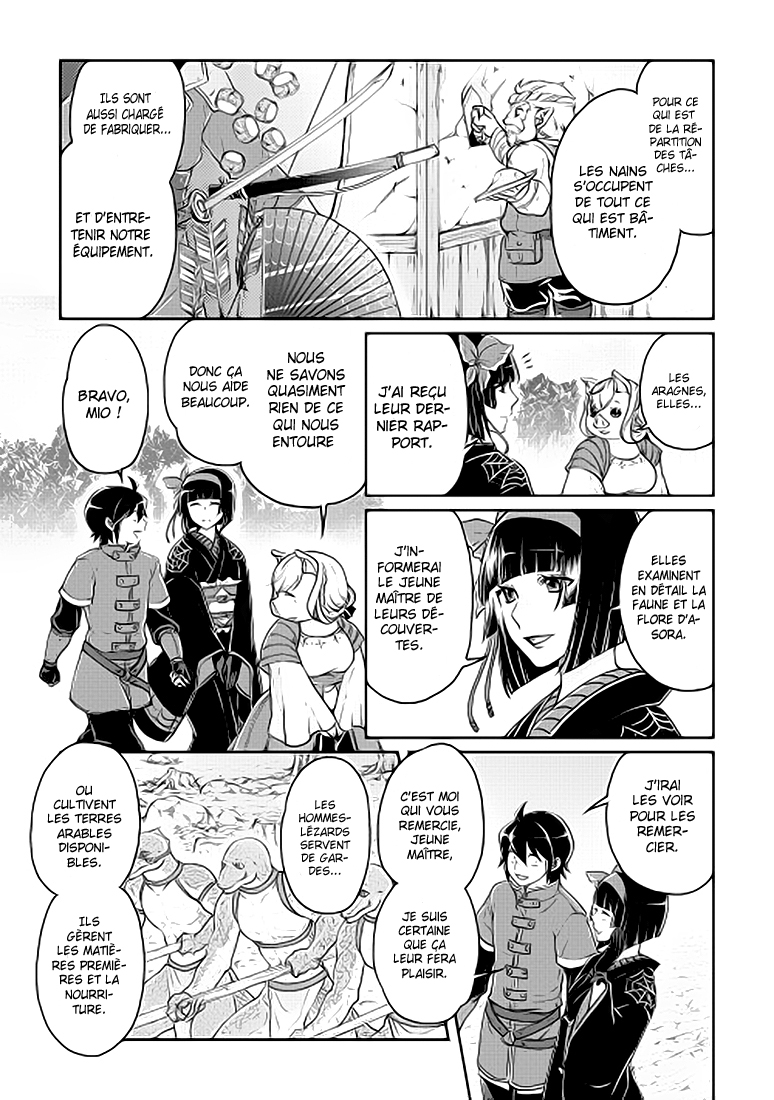 POUR CE
QUI EST
DE LA RÉ-
PARTITION
DES TÂ-
CHES...
LES NAINS
S'OCCUPENT
DE TOUT CE
QUI EST BÂ-
TIMENT.
ILS SONT
AUSSI CHARGÉ
DE FABRIQUER...
ET D'ENTRE-
TENIR NOTRE
ÉQUIPEMENT.
LES
ARAGNES,
ELLES...
J'AI REÇU
LEUR DER-
NIER RAP-
PORT.
ELLES
EXAMINENT
EN DÉTAIL LA
FAUNE ET LA
FLORE D'A-
SORA.
J'IN-
FORMERAI
LE JEUNE
MAÎTRE DE
LEURS DÉ-
COUVER-
TES.
NOUS
NE SAVONS
QUASIMENT
RIEN DE CE
QUI NOUS
ENTOURE
DONC ÇA
NOUS AIDE
BEAUCOUP.
BRAVO,
MIO !
J'IRAI
LES VOIR
POUR LES
REMER-
CIER.
C'EST MOI
QUI VOUS
REMERCIE,
JEUNE
MAÎTRE,
JE SUIS
CERTAINE
QUE ÇA
LEUR FERA
PLAISIR.
LES
HOMMES-
LÉZARDS
SERVENT
DE GAR-
DES...
OU
CULTIVENT
LES TERRES
ARABLES
DISPONI-
BLES.
ILS
GÈRENT
LES MATIÈ-
RES PREMIÈ-
RES ET LA
NOURRI-
TURE.